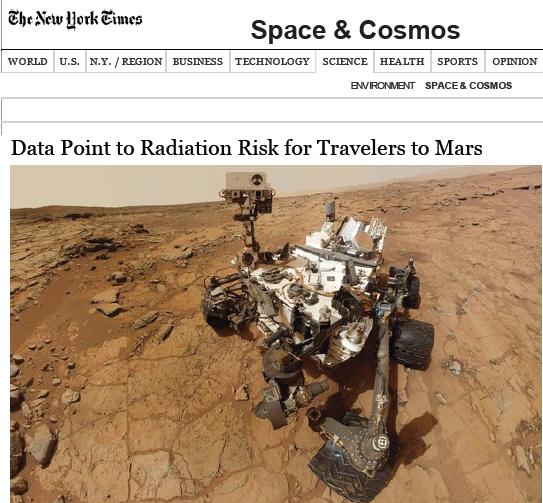 The New York Times
Space & Cosmos
WORLD U.S. N.Y. / REGION BUSINESS TECHNOLOGY SCIENCE HEALTH SPORTS OPINION
ENVIRONMENT SPACE & COSMOS
Data Point to Radiation Risk for Travelers to Mars